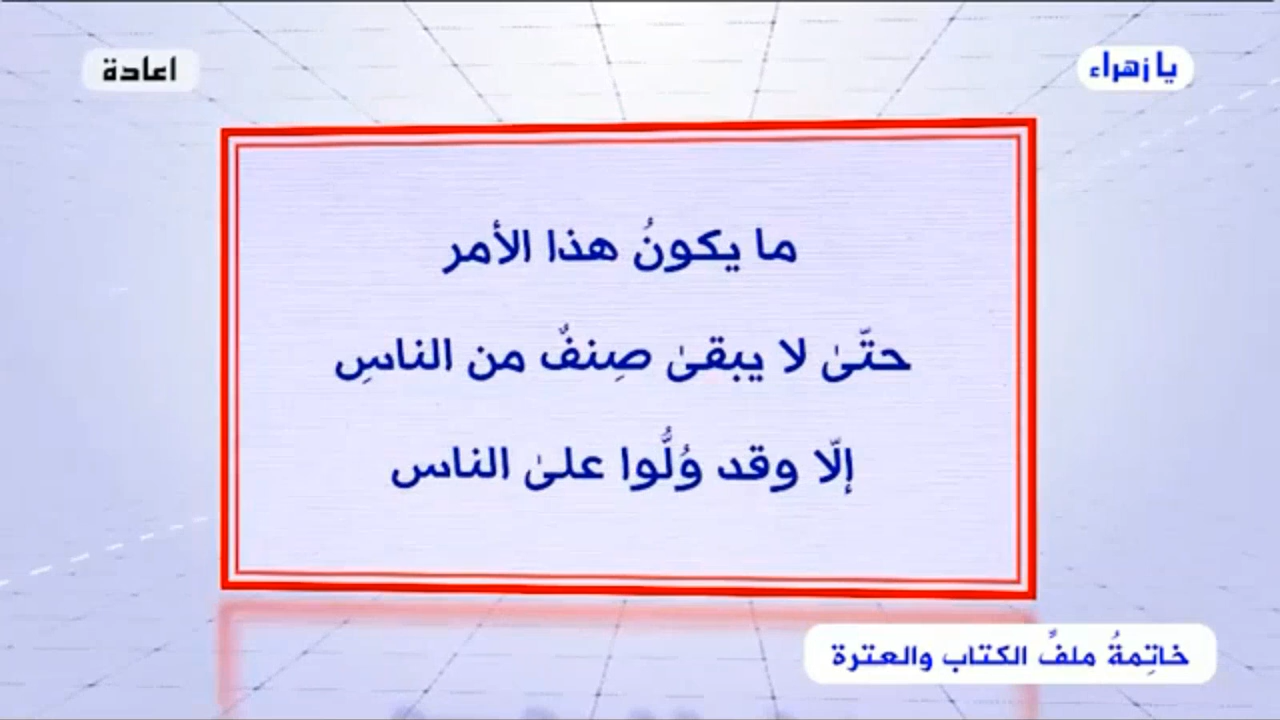 يا زهراء
اعادة
ما يكونُ هذا الأمر
حتّىٰ لا يبقىٰ صِنفٌ من الناسِ
إلّا وقد وُلُّوا علىٰ الناس
خاتِمةُ ملفِّ الكتاب والعترة